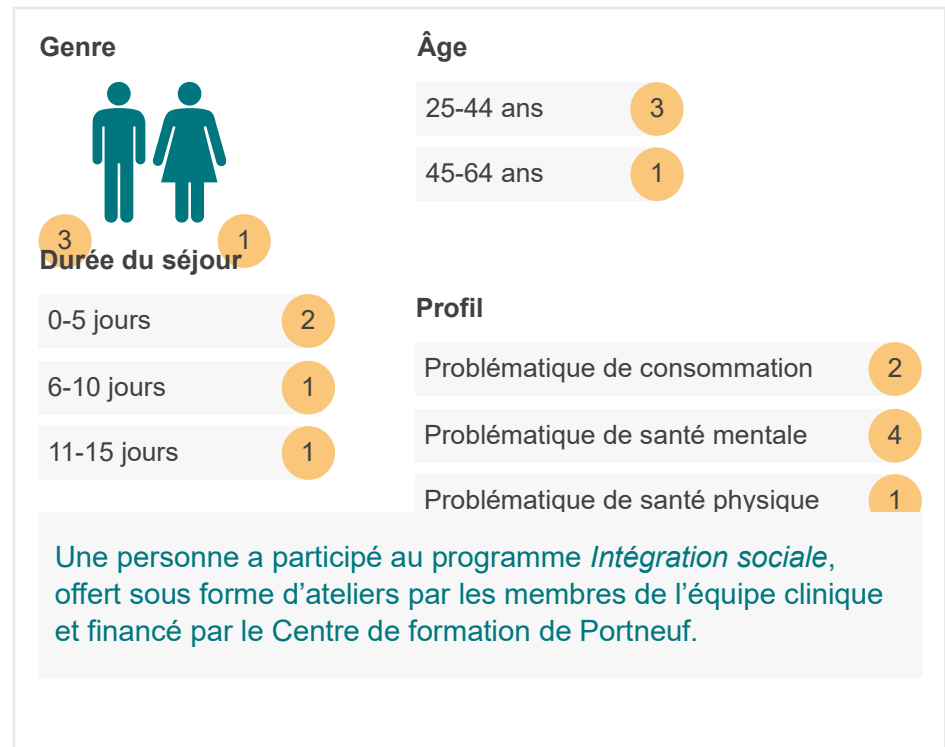 Genre
3
1
Durée du séjour
0-5 jours 2
6-10 jours 1
11-15 jours 1
Âge
25-44 ans 3
45-64 ans 1
Profil
Problématique de consommation 2
Problématique de santé mentale 4
Problématique de santé physique 1
Une personne a participé au programme Intégration sociale,
offert sous forme d’ateliers par les membres de l’équipe clinique
et financé par le Centre de formation de Portneuf.